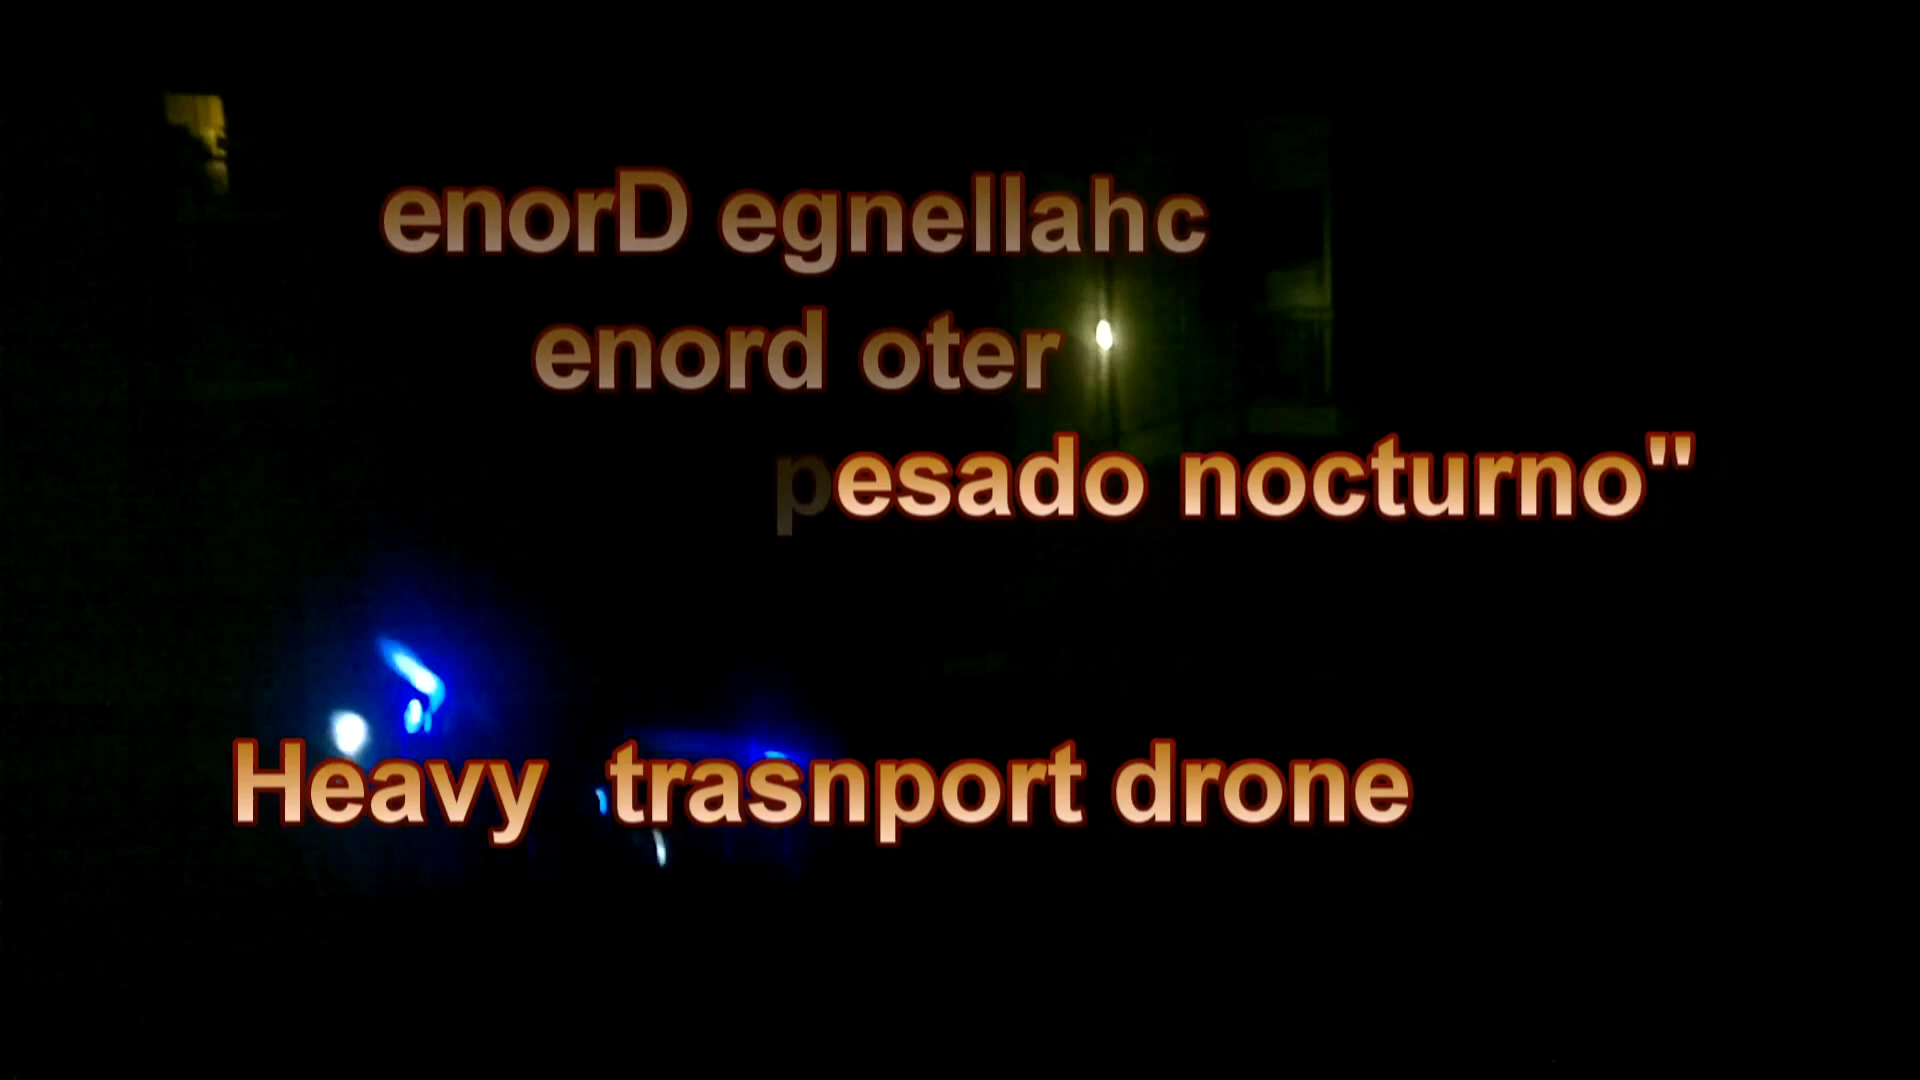 enorD egnellahc
enord oter
pesado nocturno"
Heavy trasnport drone